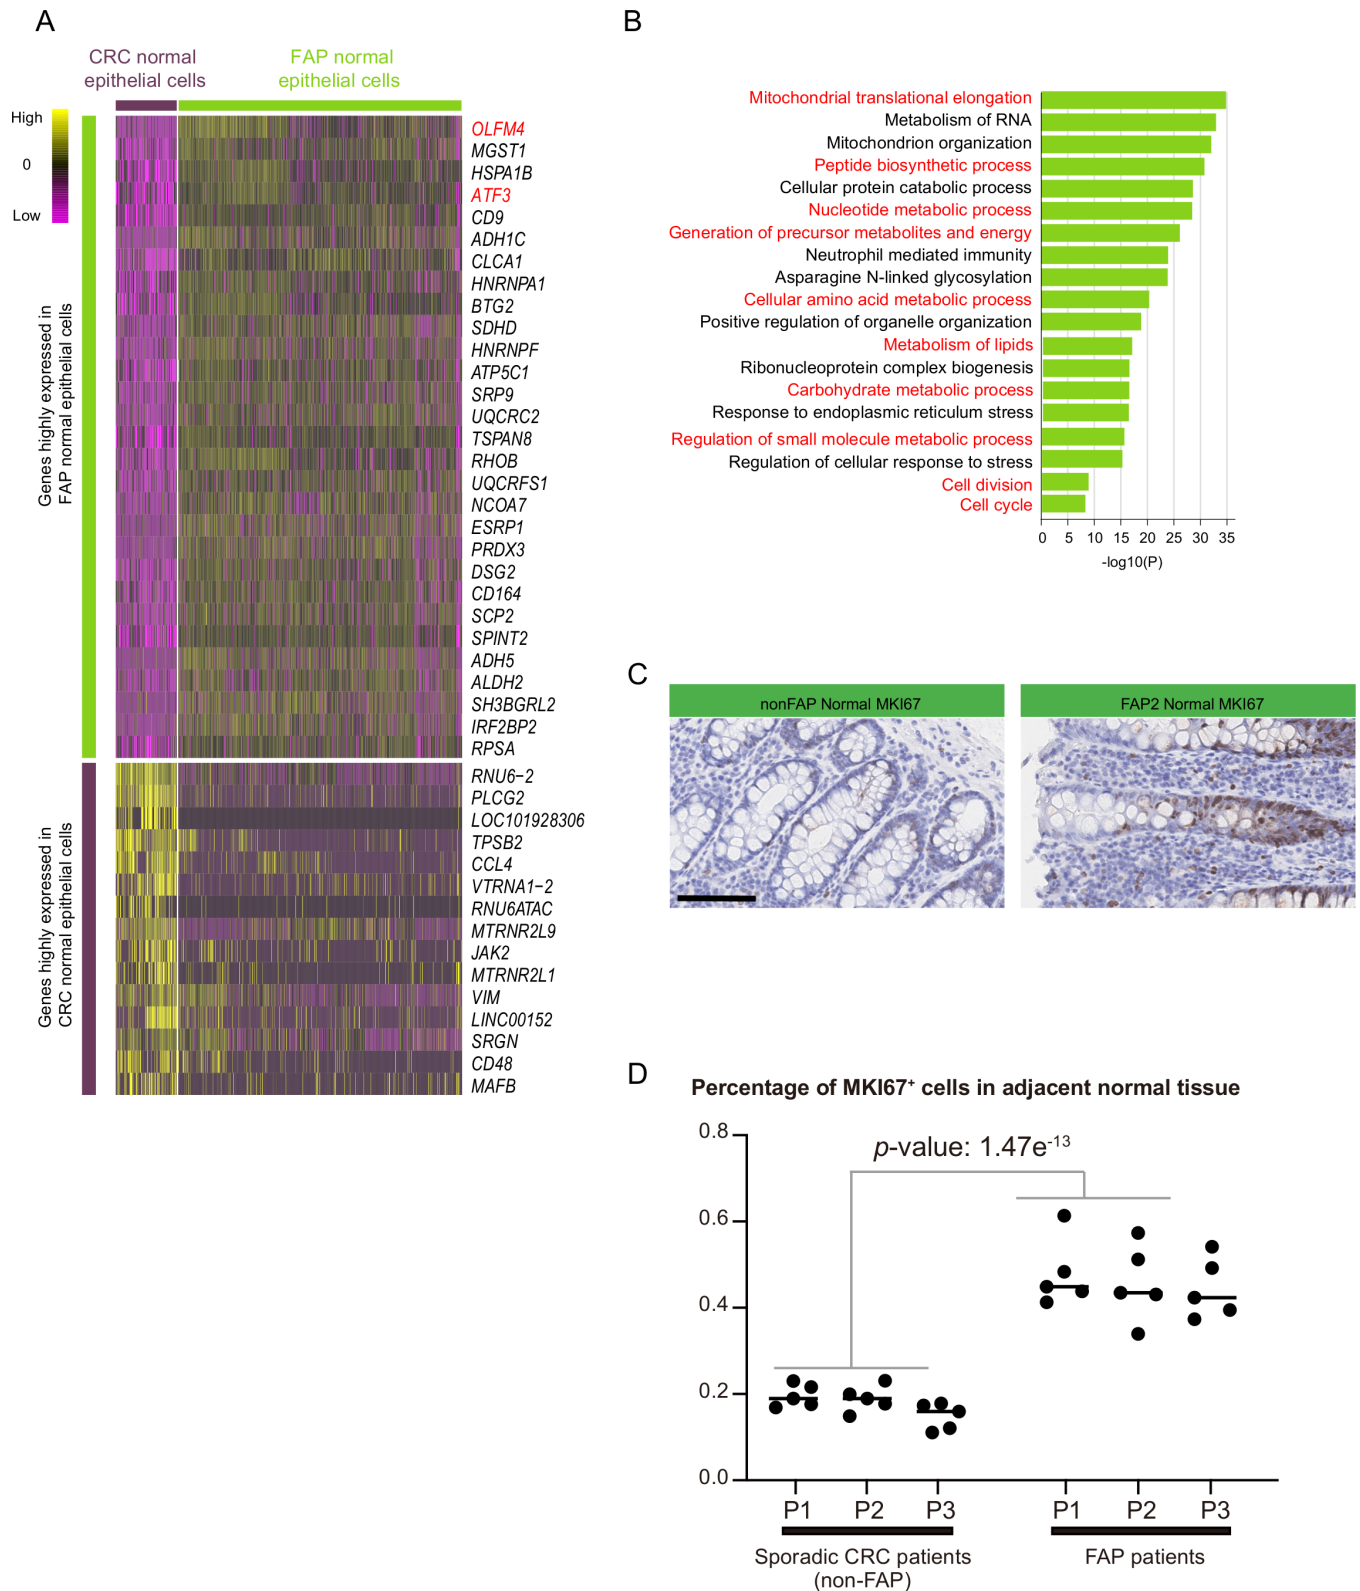 A
CRC normal
epithelial cells
FAP normal
epithelial cells
High
0
Low
Genes highly expressed in
FAP normal epithelial cells
OLFM4
MGST1
HSPA1B
ATF3
CD9
ADH1C
CLCA1
HNRNPA1
BTG2
SDHD
HNRNPF
ATP5C1
SRP9
UQCRC2
TSPAN8
RHOB
UQCRFS1
NCOA7
ESRP1
PRDX3
DSG2
CD164
SCP2
SPINT2
ADH5
ALDH2
SH3BGRL2
IRF2BP2
RPSA
Genes highly expressed in
CRC normal epithelial cells
RNU6−2
PLCG2
LOC101928306
TPSB2
CCL4
VTRNA1−2
RNU6ATAC
MTRNR2L9
JAK2
MTRNR2L1
VIM
LINC00152
SRGN
CD48
MAFB
B
Mitochondrial translational elongation
Metabolism of RNA
Mitochondrion organization
Peptide biosynthetic process
Cellular protein catabolic process
Nucleotide metabolic process
Generation of precursor metabolites and energy
Neutrophil mediated immunity
Asparagine N-linked glycosylation
Cellular amino acid metabolic process
Positive regulation of organelle organization
Metabolism of lipids
Ribonucleoprotein complex biogenesis
Carbohydrate metabolic process
Response to endoplasmic reticulum stress
Regulation of small molecule metabolic process
Regulation of cellular response to stress
Cell division
Cell cycle
0 5 10 15 20 25 30 35
-log10(P)
C
nonFAP Normal MKI67
FAP2 Normal MKI67
D
Percentage of MKI67+ cells in adjacent normal tissue
p-value: 1.47e-13
0.8
0.6
0.4
0.2
0.0
P1 P2 P3 P1 P2 P3
Sporadic CRC patients
(non-FAP)
FAP patients